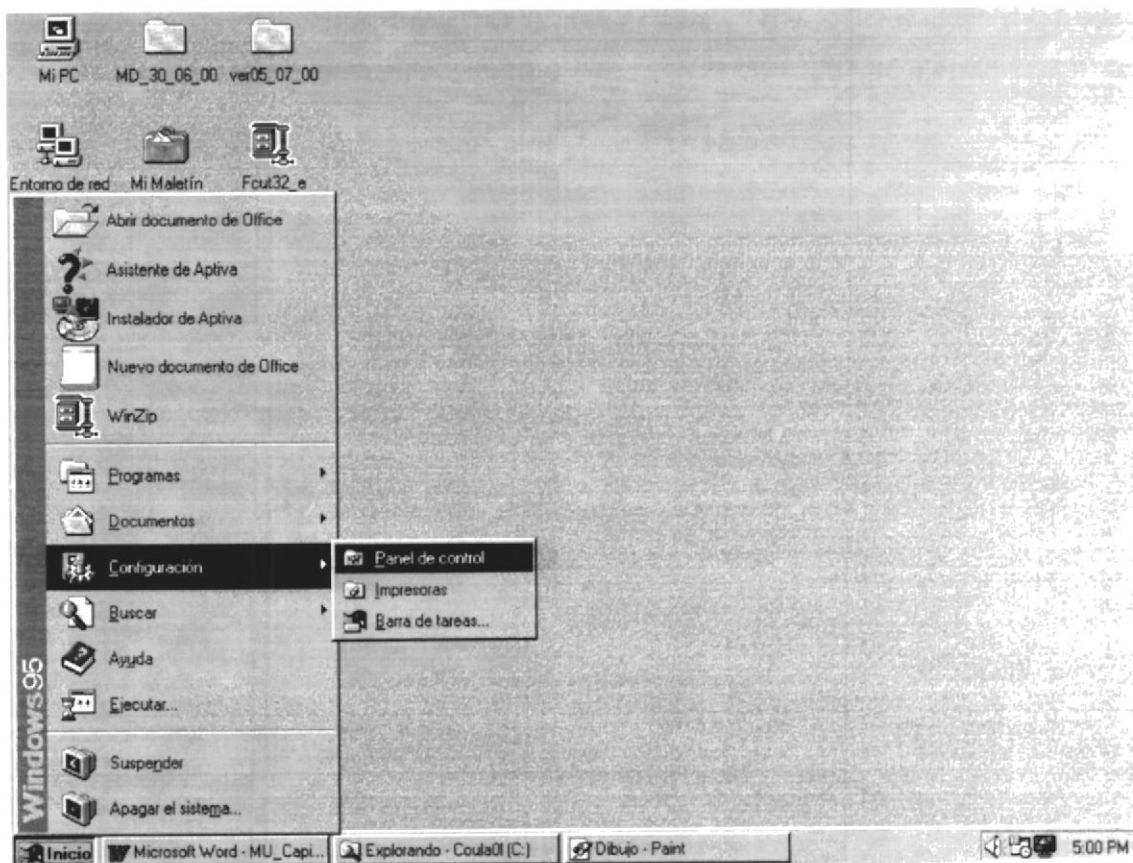 Mi PC
MD_30_06_00
ver05_07_00
Entorno de red
Mi Maletín
Fcut32_e
Abrir documento de Office
Asistente de Aptiva
Instalador de Aptiva
Nuevo documento de Office
WinZip
Programas
Documentos
Configuración
Buscar
Ayuda
Ejecutar...
Suspender
Apagar el sistema...
Windows95
Panel de control
Impresoras
Barra de tareas...
Inicio
Microsoft Word - MU_Capi...
Explorando - Coula01 (C:)
Dibujo - Paint
5:00 PM